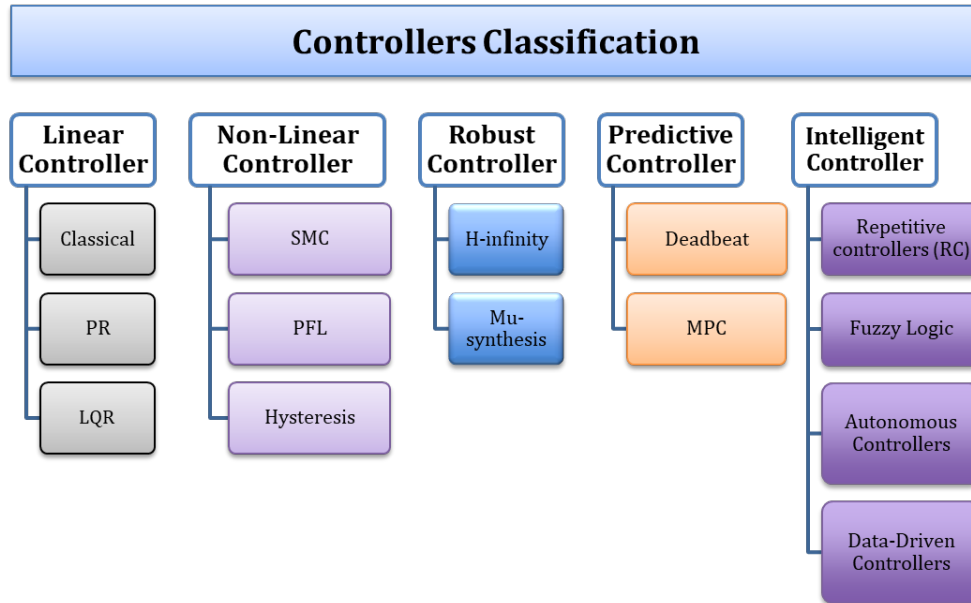 Controllers Classification
Linear
Controller
Classical
PR
LQR
Non-Linear
Controller
SMC
PFL
Hysteresis
Robust
Controller
H-infinity
Mu-
synthesis
Predictive
Controller
Deadbeat
MPC
Intelligent
Controller
Repetitive
controllers (RC)
Fuzzy Logic
Autonomous
Controllers
Data-Driven
Controllers